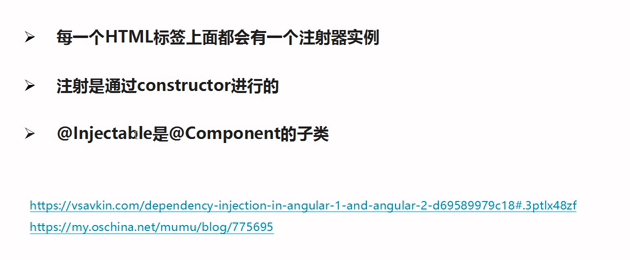 ➢ 每一个HTML标签上面都会有一个注射器实例
➢ 注射是通过constructor进行的
➢ @Injectable是@Component的子类
https://vsavkin.com/dependency-injection-in-angular-1-and-angular-2-d69589979c18#.3ptlx48zf
https://my.oschina.net/mumu/blog/775695